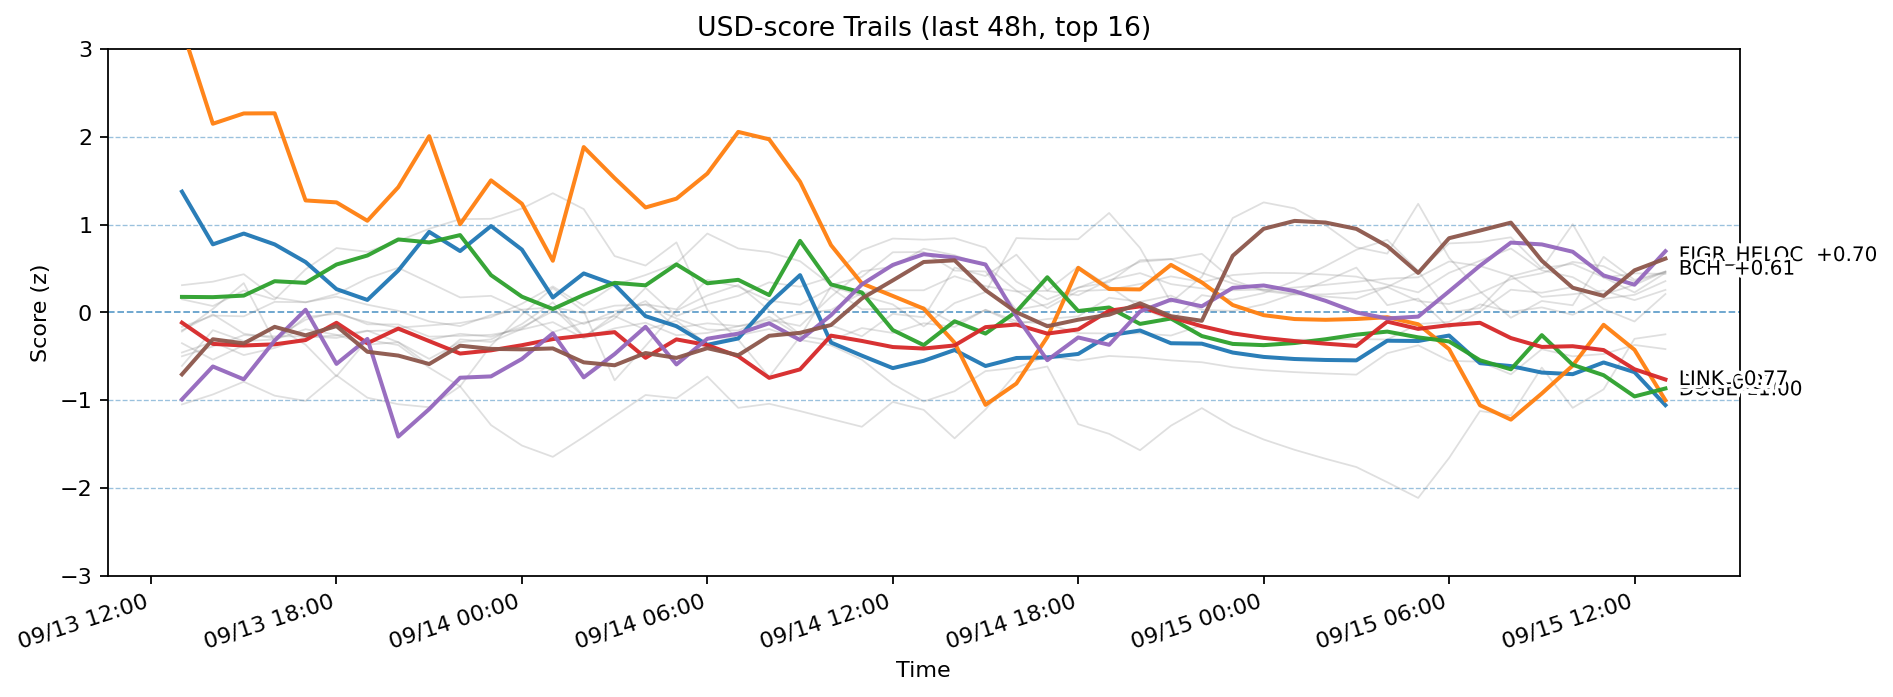 USD-score Trails (last 48h, top 16)
Score (z)
3
2
1
0
−1
−2
−3
FIGR_HELOC +0.70
BCH +0.61
LINK -0.77
09/13 12:00
09/13 18:00
09/14 00:00
09/14 06:00
09/14 12:00
09/14 18:00
09/15 00:00
09/15 06:00
09/15 12:00
Time